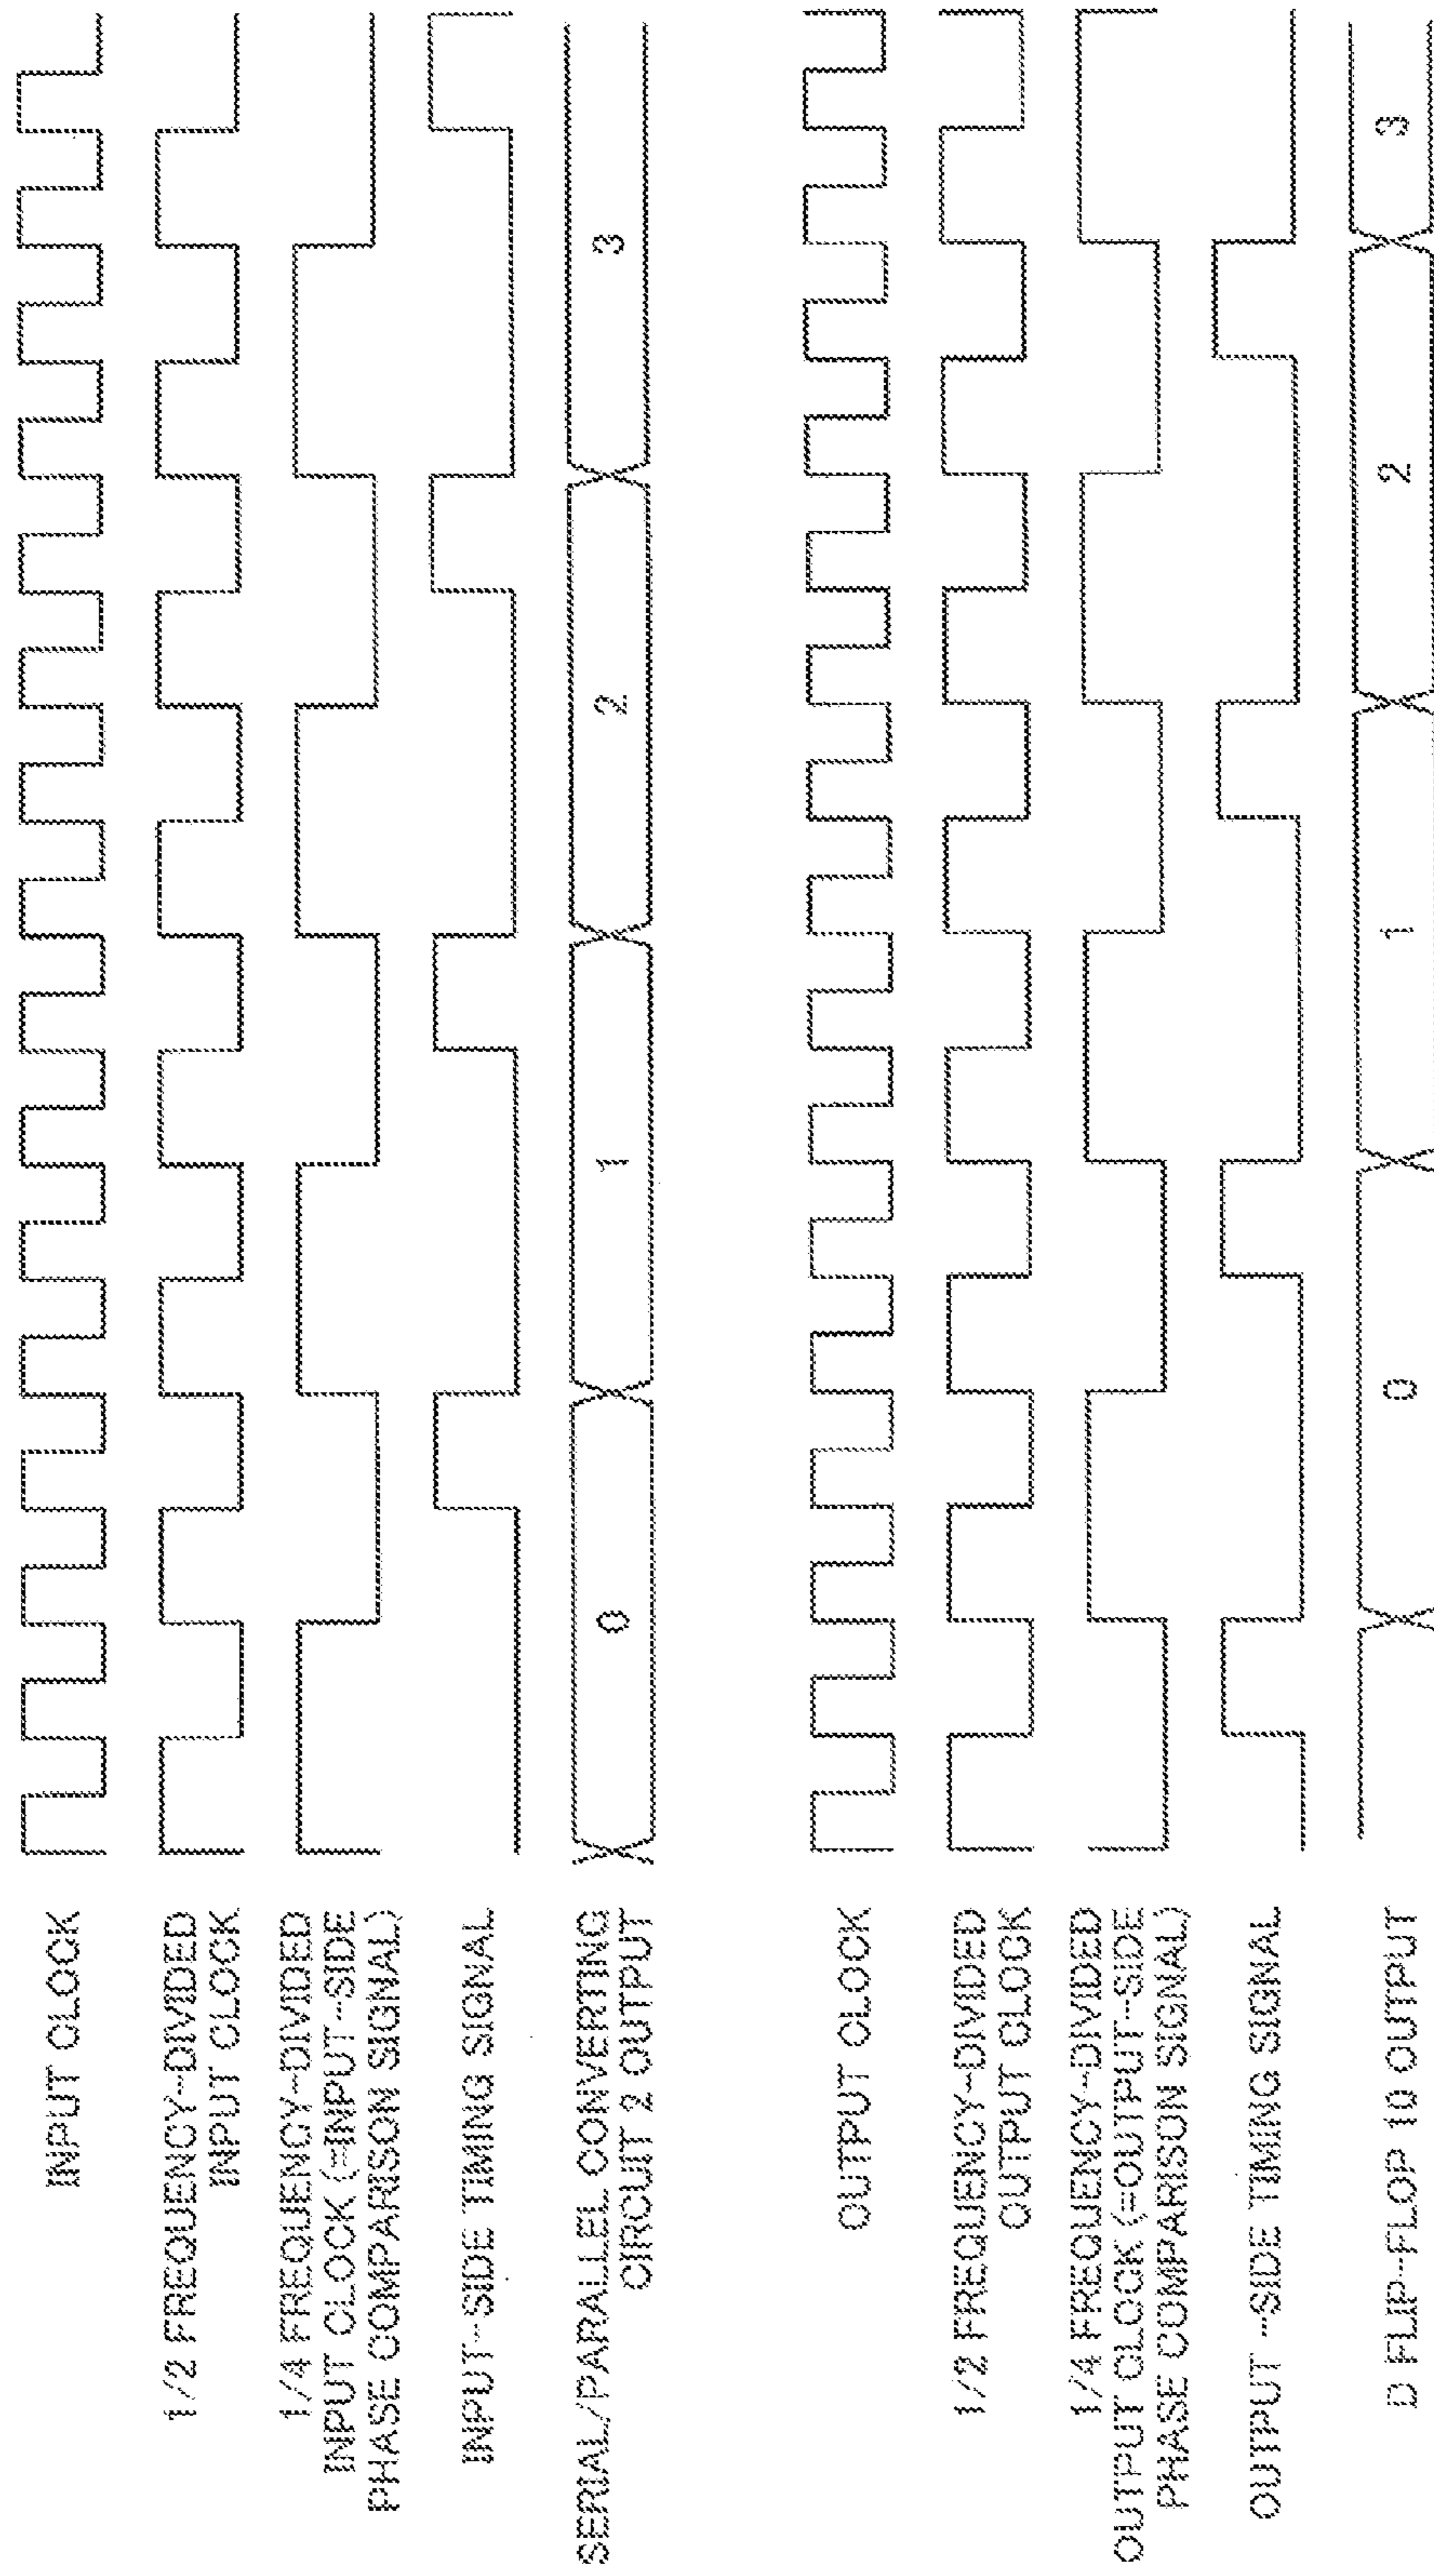 INPUT CLOCK
1/2 FREQUENCY-DIVIDED
INPUT CLOCK
1/4 FREQUENCY-DIVIDED
INPUT CLOCK (=INPUT-SIDE
PHASE COMPARISON SIGNAL)
INPUT-SIDE TIMING SIGNAL
SERIAL/PARALLEL CONVERTING
CIRCUIT 2 OUTPUT
0 1 2 3
OUTPUT CLOCK
1/2 FREQUENCY-DIVIDED
OUTPUT CLOCK
1/4 FREQUENCY-DIVIDED
OUTPUT CLOCK (=OUTPUT-SIDE
PHASE COMPARISON SIGNAL)
OUTPUT -SIDE TIMING SIGNAL
D FLIP-FLOP 10 OUTPUT
0 1 2 3